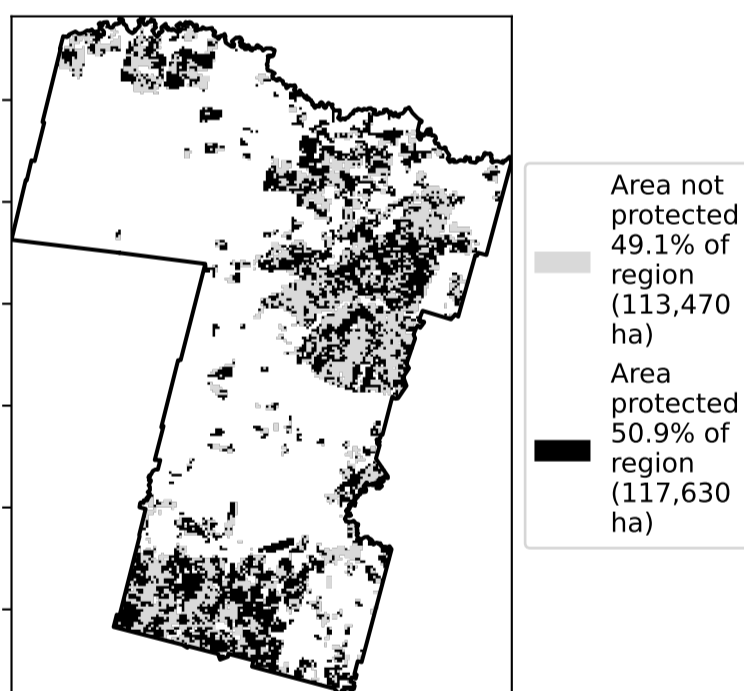 Area not
protected
49.1% of
region
(113,470
ha)
Area
protected
50.9% of
region
(117,630
ha)